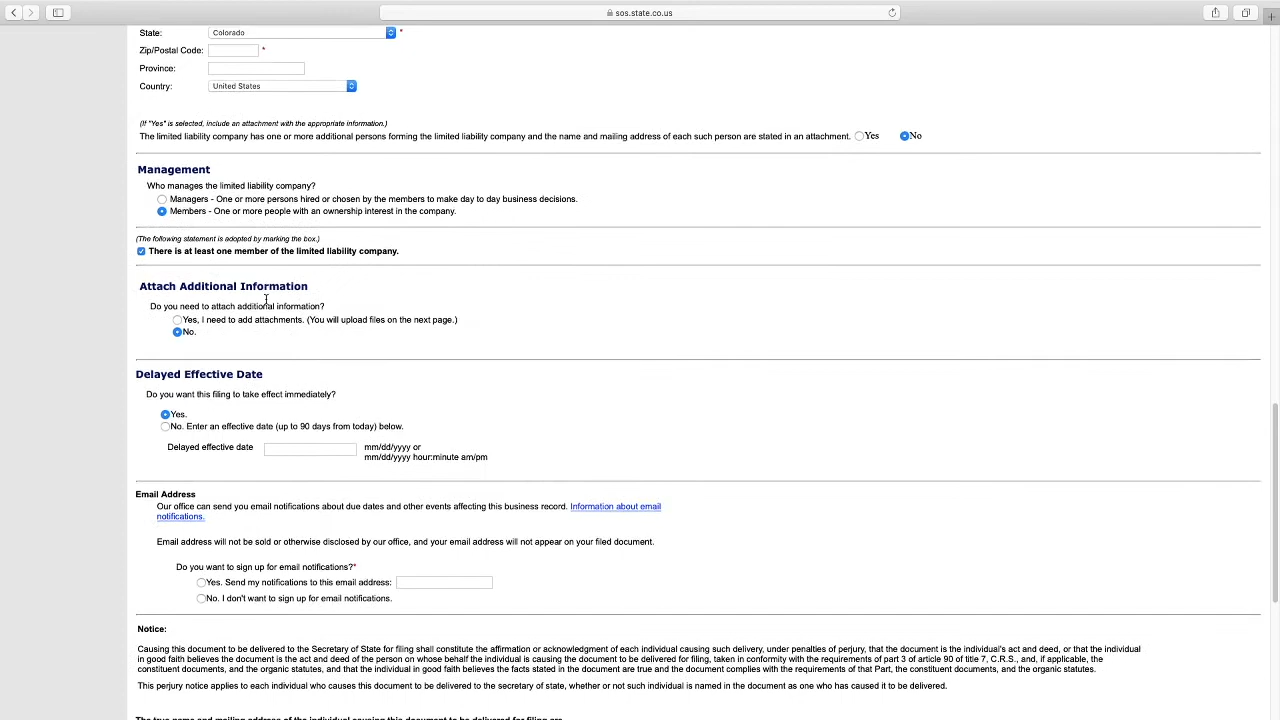 sos.state.co.us
State: Colorado *
Zip/Postal Code: *
Province:
Country: United States
(If "Yes" is selected, include an attachment with the appropriate information.)
The limited liability company has one or more additional persons forming the limited liability company and the name and mailing address of each such person are stated in an attachment. Yes No
Management
Who manages the limited liability company?
Managers - One or more persons hired or chosen by the members to make day to day business decisions.
Members - One or more people with an ownership interest in the company.
(The following statement is adopted by marking the box.)
There is at least one member of the limited liability company.
Attach Additional Information
Do you need to attach additional information?
Yes, I need to add attachments. (You will upload files on the next page.)
No.
Delayed Effective Date
Do you want this filing to take effect immediately?
Yes.
No. Enter an effective date (up to 90 days from today) below.
Delayed effective date mm/dd/yyyy or
mm/dd/yyyy hour:minute am/pm
Email Address
Our office can send you email notifications about due dates and other events affecting this business record. Information about email
notifications.
Email address will not be sold or otherwise disclosed by our office, and your email address will not appear on your filed document.
Do you want to sign up for email notifications?*
Yes. Send my notifications to this email address:
No. I don't want to sign up for email notifications.
Notice:
Causing this document to be delivered to the Secretary of State for filing shall constitute the affirmation or acknowledgment of each individual causing such delivery, under penalties of perjury, that the document is the individual's act and deed, or that the individual
in good faith believes the document is the act and deed of the person on whose behalf the individual is causing the document to be delivered for filing, taken in conformity with the requirements of part 3 of article 90 of title 7, C.R.S., and, if applicable, the
constituent documents, and the organic statutes, and that the individual in good faith believes the facts stated in the document are true and the document complies with the requirements of that Part, the constituent documents, and the organic statutes.
This perjury notice applies to each individual who causes this document to be delivered to the secretary of state, whether or not such individual is named in the document as one who has caused it to be delivered.
The true name and mailing address of the individual causing this document to be delivered for filing are